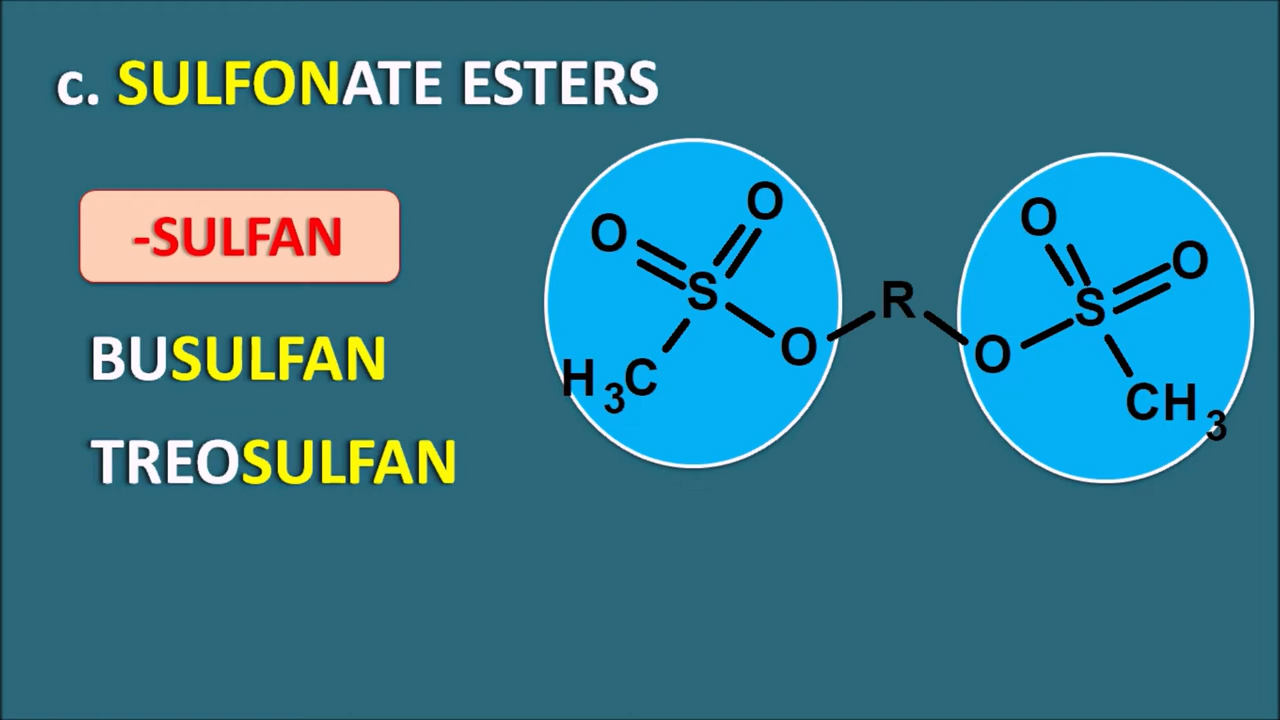 c. SULFONATE ESTERS
-SULFAN
BUSULFAN
TREOSULFAN
O O
S
O
H3C
R
O O
S
O
CH3